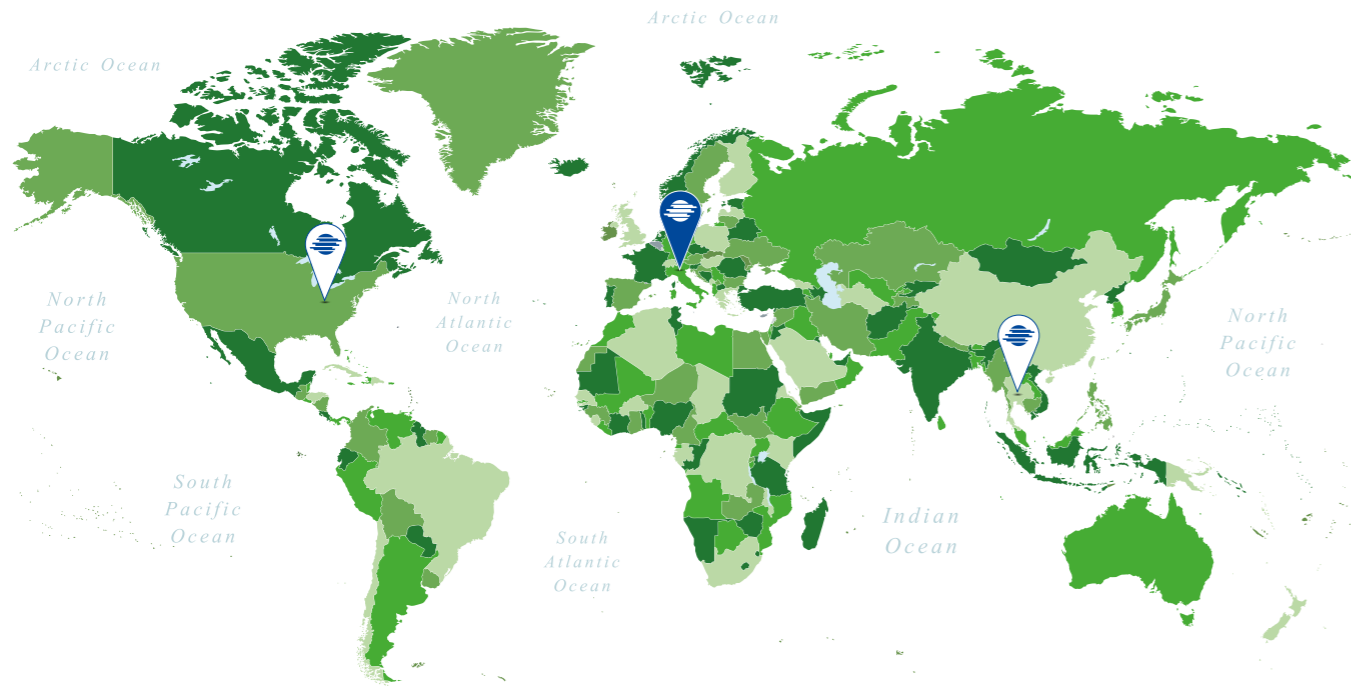 Arctic Ocean
Arctic Ocean
North
Pacific
Ocean
North
Atlantic
Ocean
North
Pacific
Ocean
South
Pacific
Ocean
South
Atlantic
Ocean
Indian
Ocean